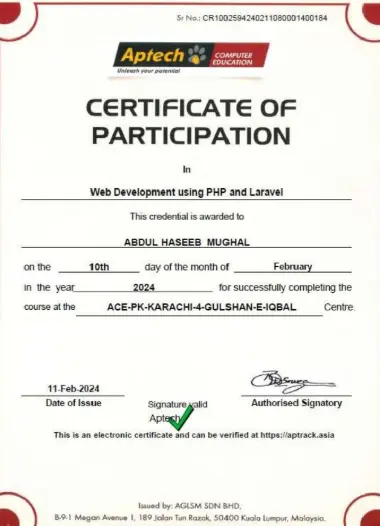 Sr No.: CR1002594240211080001400184
Aptech COMPUTER EDUCATION
Unleash your potential
CERTIFICATE OF
PARTICIPATION
In
Web Development using PHP and Laravel
This credential is awarded to
ABDUL HASEEB MUGHAL
on the 10th day of the month of February
in the year 2024 for successfully completing the
course at the ACE-PK-KARACHI-4-GULSHAN-E-IQBAL Centre.
11-Feb-2024
Date of Issue
Signature valid
Aptech
Authorised Signatory
This is an electronic certificate and can be verified at https://aptrack.asia
Issued by: AGLSM SDN BHD,
B-9-1 Megan Avenue 1, 189 Jalan Tun Razak, 50400 Kuala Lumpur, Malaysia.